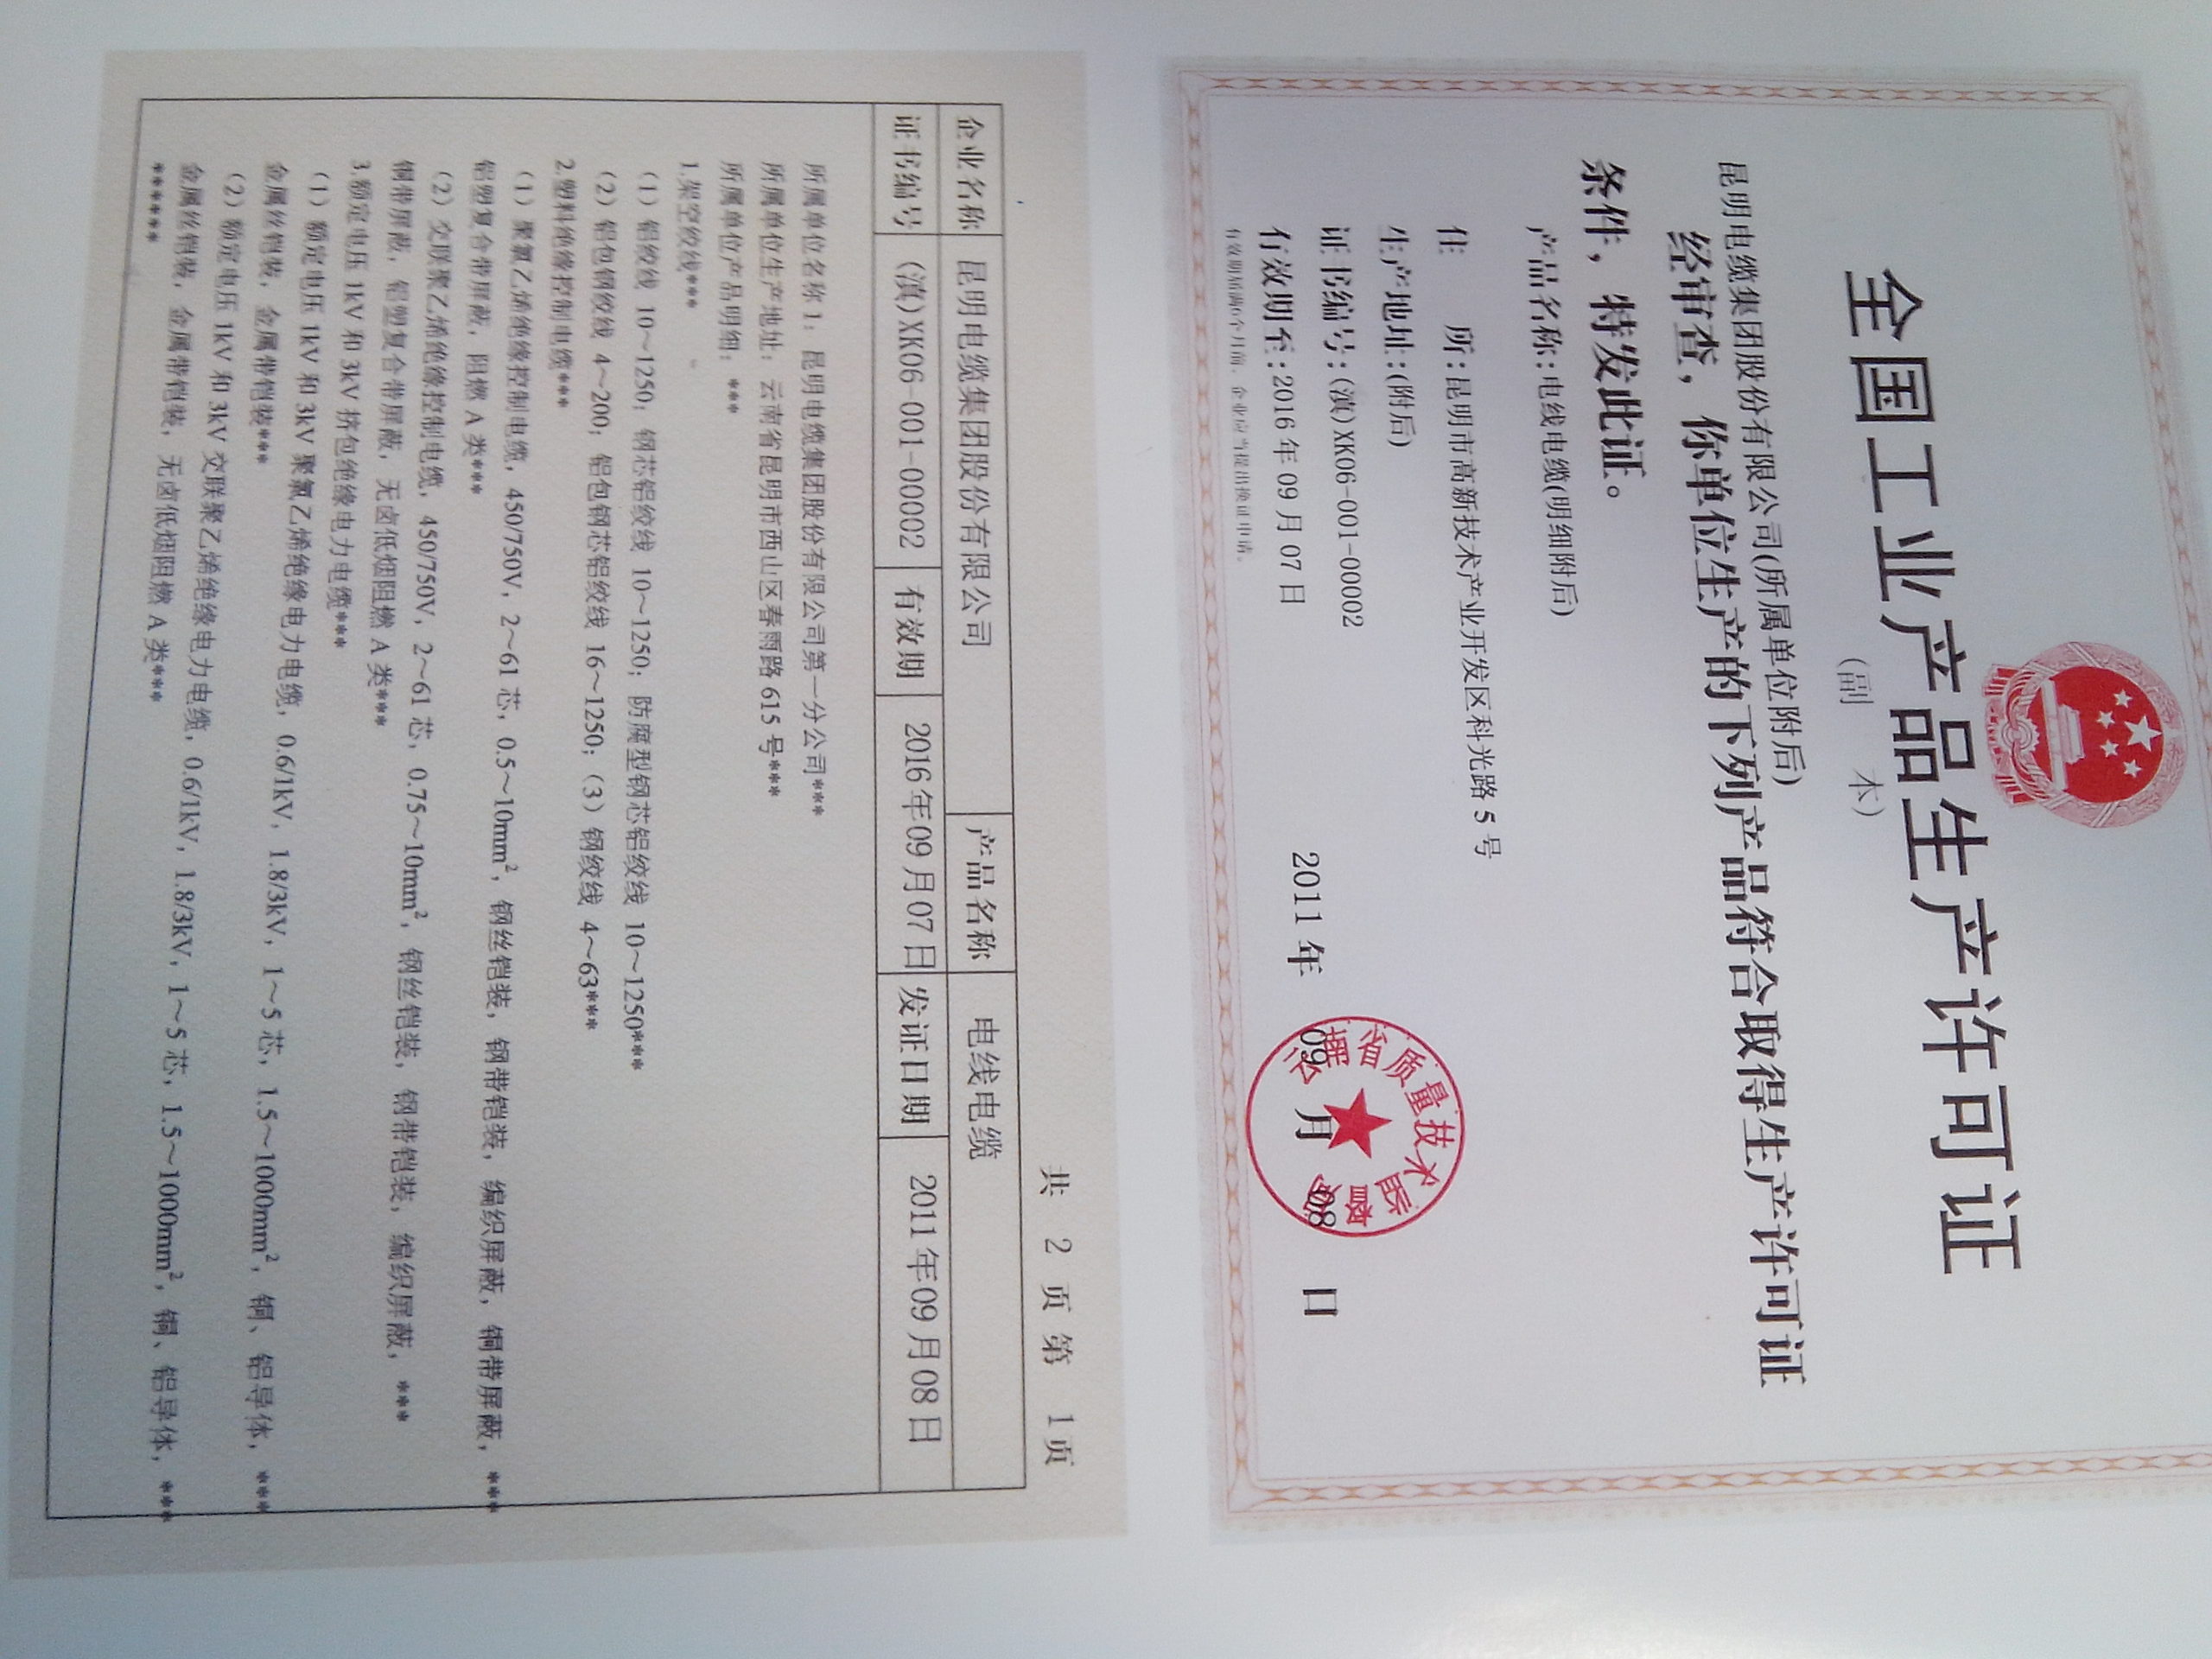 全国工业产品生产许可证
(副 本)
昆明电缆集团股份有限公司(所属单位附后)
经审查，你单位生产的下列产品符合取得生产许可证
条件，特发此证。
产品名称:电线电缆(明细附后)
住 所:昆明市高新技术产业开发区科光路5号
生产地址:(附后)
证书编号:(滇)XK06-001-00002
有效期至:2016年09月07日
2011年 09月 08日
省质量技术监督
有效期届满6个月前，企业应当提出换证申请。
共 2 页 第 1页
企业名称 昆明电缆集团股份有限公司 产品名称 电线电缆
证书编号 (滇)XK06-001-00002 有效期 2016年09月07日 发证日期 2011年09月08日
所属单位名称1：昆明电缆集团股份有限公司第一分公司***
所属单位生产地址：云南省昆明市西山区春雨路615号***
所属单位产品明细：***
1.架空绞线***
（1）铝绞线 10～1250；钢芯铝绞线 10～1250；防腐型钢芯铝绞线 10～1250***
（2）铝包钢绞线 4～200；铝包钢芯铝绞线 16～1250；（3）钢绞线 4～63***
2.塑料绝缘控制电缆***
（1）聚氯乙烯绝缘控制电缆，450/750V，2～61芯，0.5～10mm²，钢丝铠装，钢带铠装，编织屏蔽，铜带屏蔽，***
铝塑复合带屏蔽，阻燃A类***
（2）交联聚乙烯绝缘控制电缆，450/750V，2～61芯，0.75～10mm²，钢丝铠装，钢带铠装，编织屏蔽，***
铜带屏蔽，铝塑复合带屏蔽，无卤低烟阻燃A类***
3.额定电压1kV和3kV挤包绝缘电力电缆***
（1）额定电压1kV和3kV聚氯乙烯绝缘电力电缆，0.6/1kV，1.8/3kV，1～5芯，1.5～1000mm²，铜、铝导体，***
金属丝铠装，金属带铠装***
（2）额定电压1kV和3kV交联聚乙烯绝缘电力电缆，0.6/1kV，1.8/3kV，1～5芯，1.5～1000mm²，铜、铝导体，***
金属丝铠装，金属带铠装，无卤低烟阻燃A类***
******